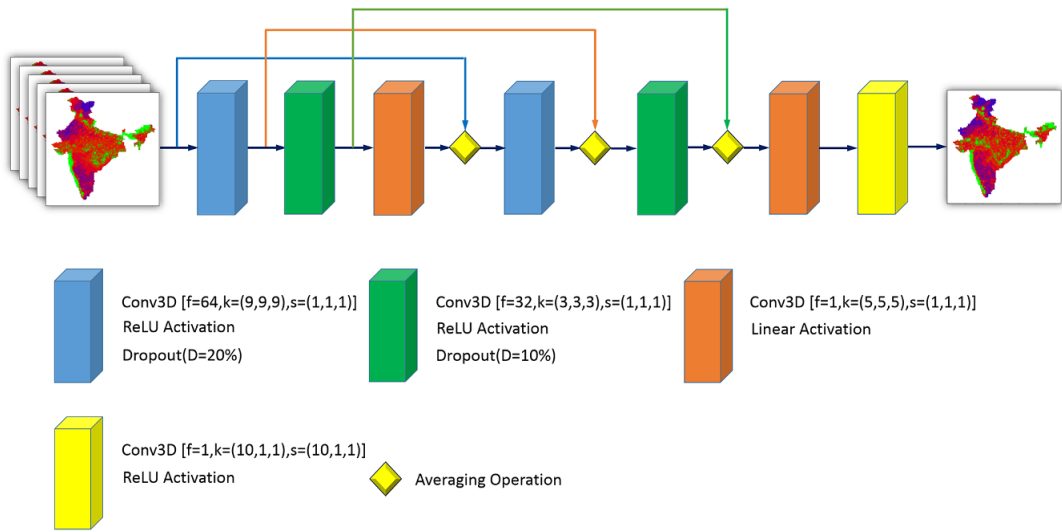 Conv3D [f=64,k=(9,9,9),s=(1,1,1)]
ReLU Activation
Dropout(D=20%)
Conv3D [f=32,k=(3,3,3),s=(1,1,1)]
ReLU Activation
Dropout(D=10%)
Conv3D [f=1,k=(5,5,5),s=(1,1,1)]
Linear Activation
Conv3D [f=1,k=(10,1,1),s=(10,1,1)]
ReLU Activation
Averaging Operation